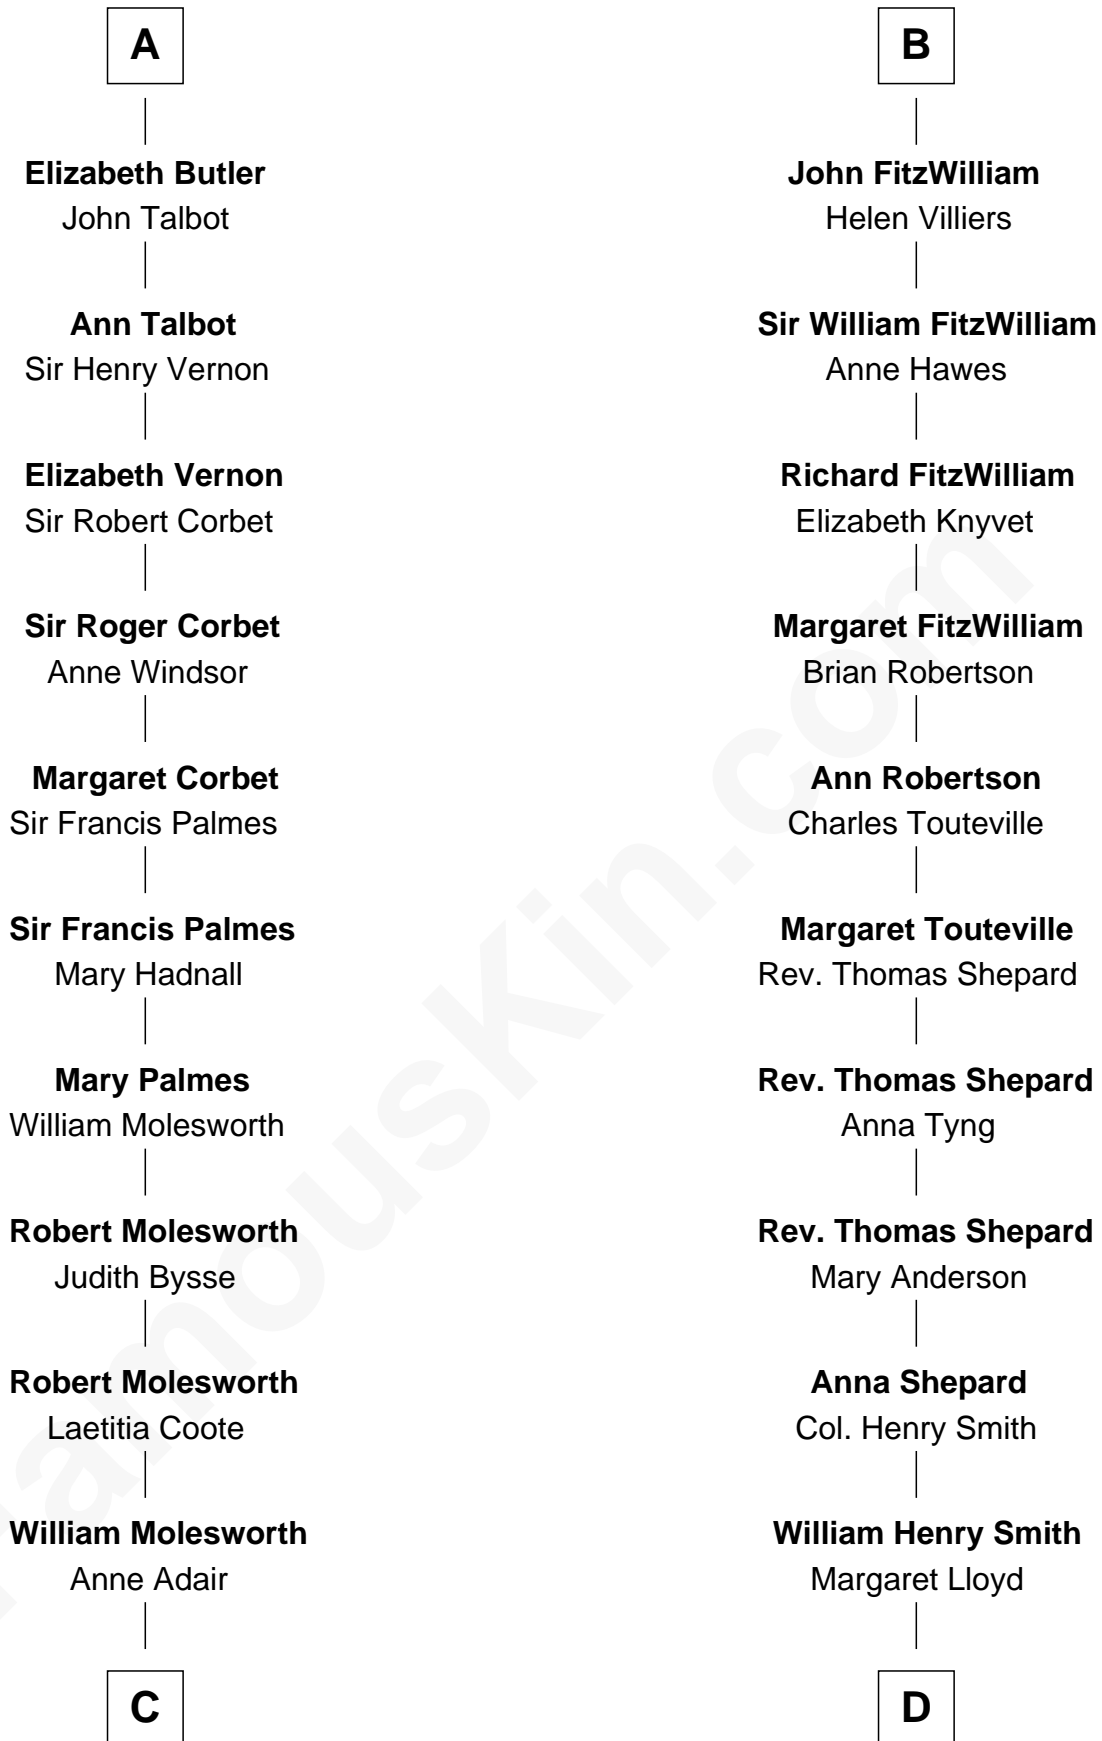 A
Elizabeth Butler
John Talbot
Ann Talbot
Sir Henry Vernon
Elizabeth Vernon
Sir Robert Corbet
Sir Roger Corbet
Anne Windsor
Margaret Corbet
Sir Francis Palmes
Sir Francis Palmes
Mary Hadnall
Mary Palmes
William Molesworth
Robert Molesworth
Judith Bysse
Robert Molesworth
Laetitia Coote
William Molesworth
Anne Adair
C
B
John FitzWilliam
Helen Villiers
Sir William FitzWilliam
Anne Hawes
Richard FitzWilliam
Elizabeth Knyvet
Margaret FitzWilliam
Brian Robertson
Ann Robertson
Charles Touteville
Margaret Touteville
Rev. Thomas Shepard
Rev. Thomas Shepard
Anna Tyng
Rev. Thomas Shepard
Mary Anderson
Anna Shepard
Col. Henry Smith
William Henry Smith
Margaret Lloyd
D
FamousKin.com